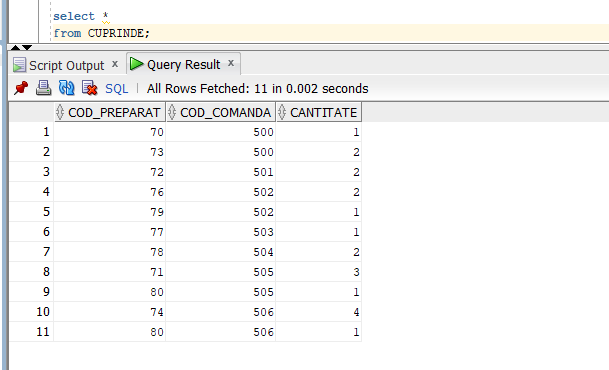 select *
from CUPRINDE;
Script Output x Query Result x
SQL | All Rows Fetched: 11 in 0.002 seconds
COD_PREPARAT COD_COMANDA CANTITATE
1 70 500 1
2 73 500 2
3 72 501 2
4 76 502 2
5 79 502 1
6 77 503 1
7 78 504 2
8 71 505 3
9 80 505 1
10 74 506 4
11 80 506 1